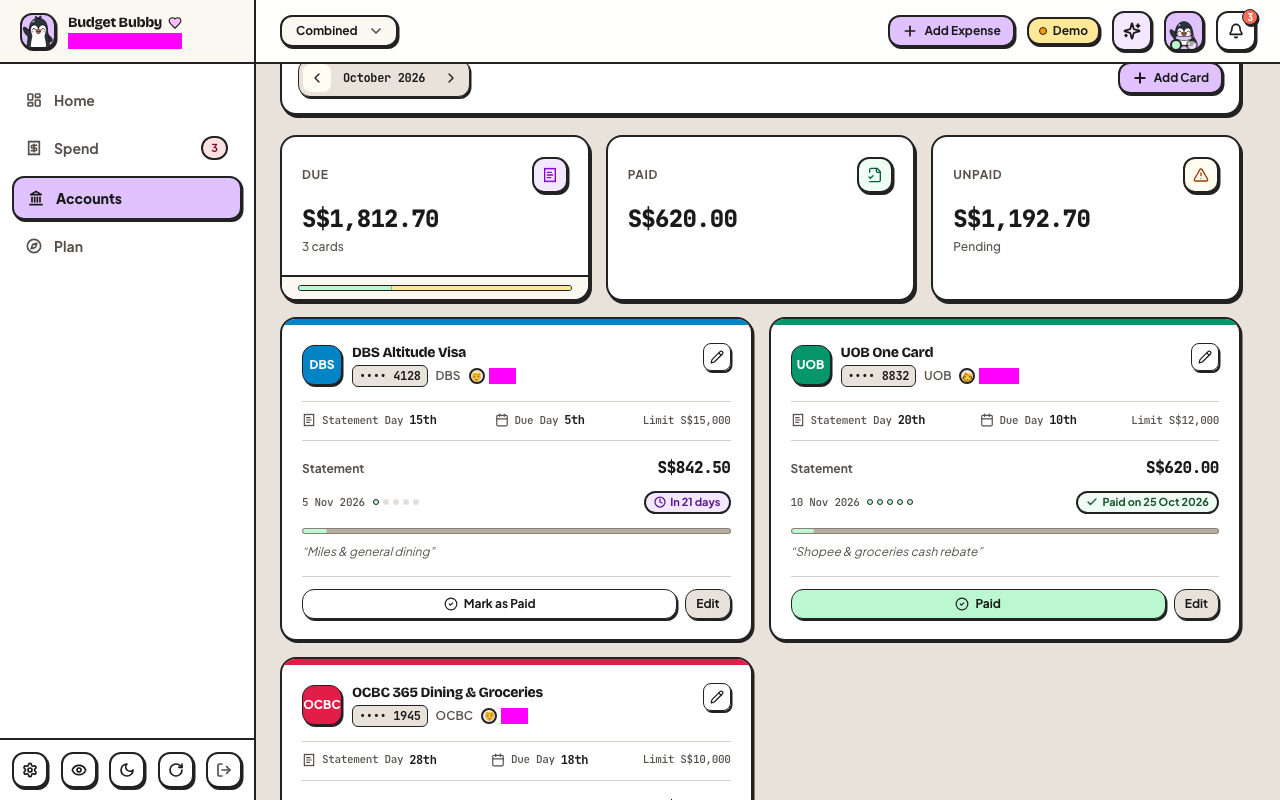 Budget Bubby
Combined
Add Expense
Demo
3
Home
Spend
3
Accounts
Plan
October 2026
Add Card
DUE
S$1,812.70
3 cards
PAID
S$620.00
UNPAID
S$1,192.70
Pending
DBS
DBS Altitude Visa
•••• 4128
DBS
Statement Day 15th
Due Day 5th
Limit S$15,000
Statement
S$842.50
5 Nov 2026
In 21 days
“Miles & general dining”
Mark as Paid
Edit
UOB
UOB One Card
•••• 8832
UOB
Statement Day 20th
Due Day 10th
Limit S$12,000
Statement
S$620.00
10 Nov 2026
Paid on 25 Oct 2026
“Shopee & groceries cash rebate”
Paid
Edit
OCBC
OCBC 365 Dining & Groceries
•••• 1945
OCBC
Statement Day 28th
Due Day 18th
Limit S$10,000